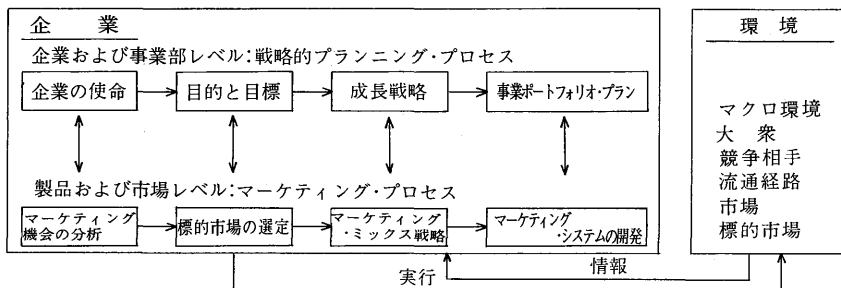 企業
企業および事業部レベル:戦略的プランニング・プロセス
企業の使命
目的と目標
成長戦略
事業ポートフォリオ・プラン
製品および市場レベル:マーケティング・プロセス
マーケティング
機会の分析
標的市場の選定
マーケティング
・ミックス戦略
マーケティング
・システムの開発
実行
情報
環境
マクロ環境
大衆
競争相手
流通経路
市場
標的市場